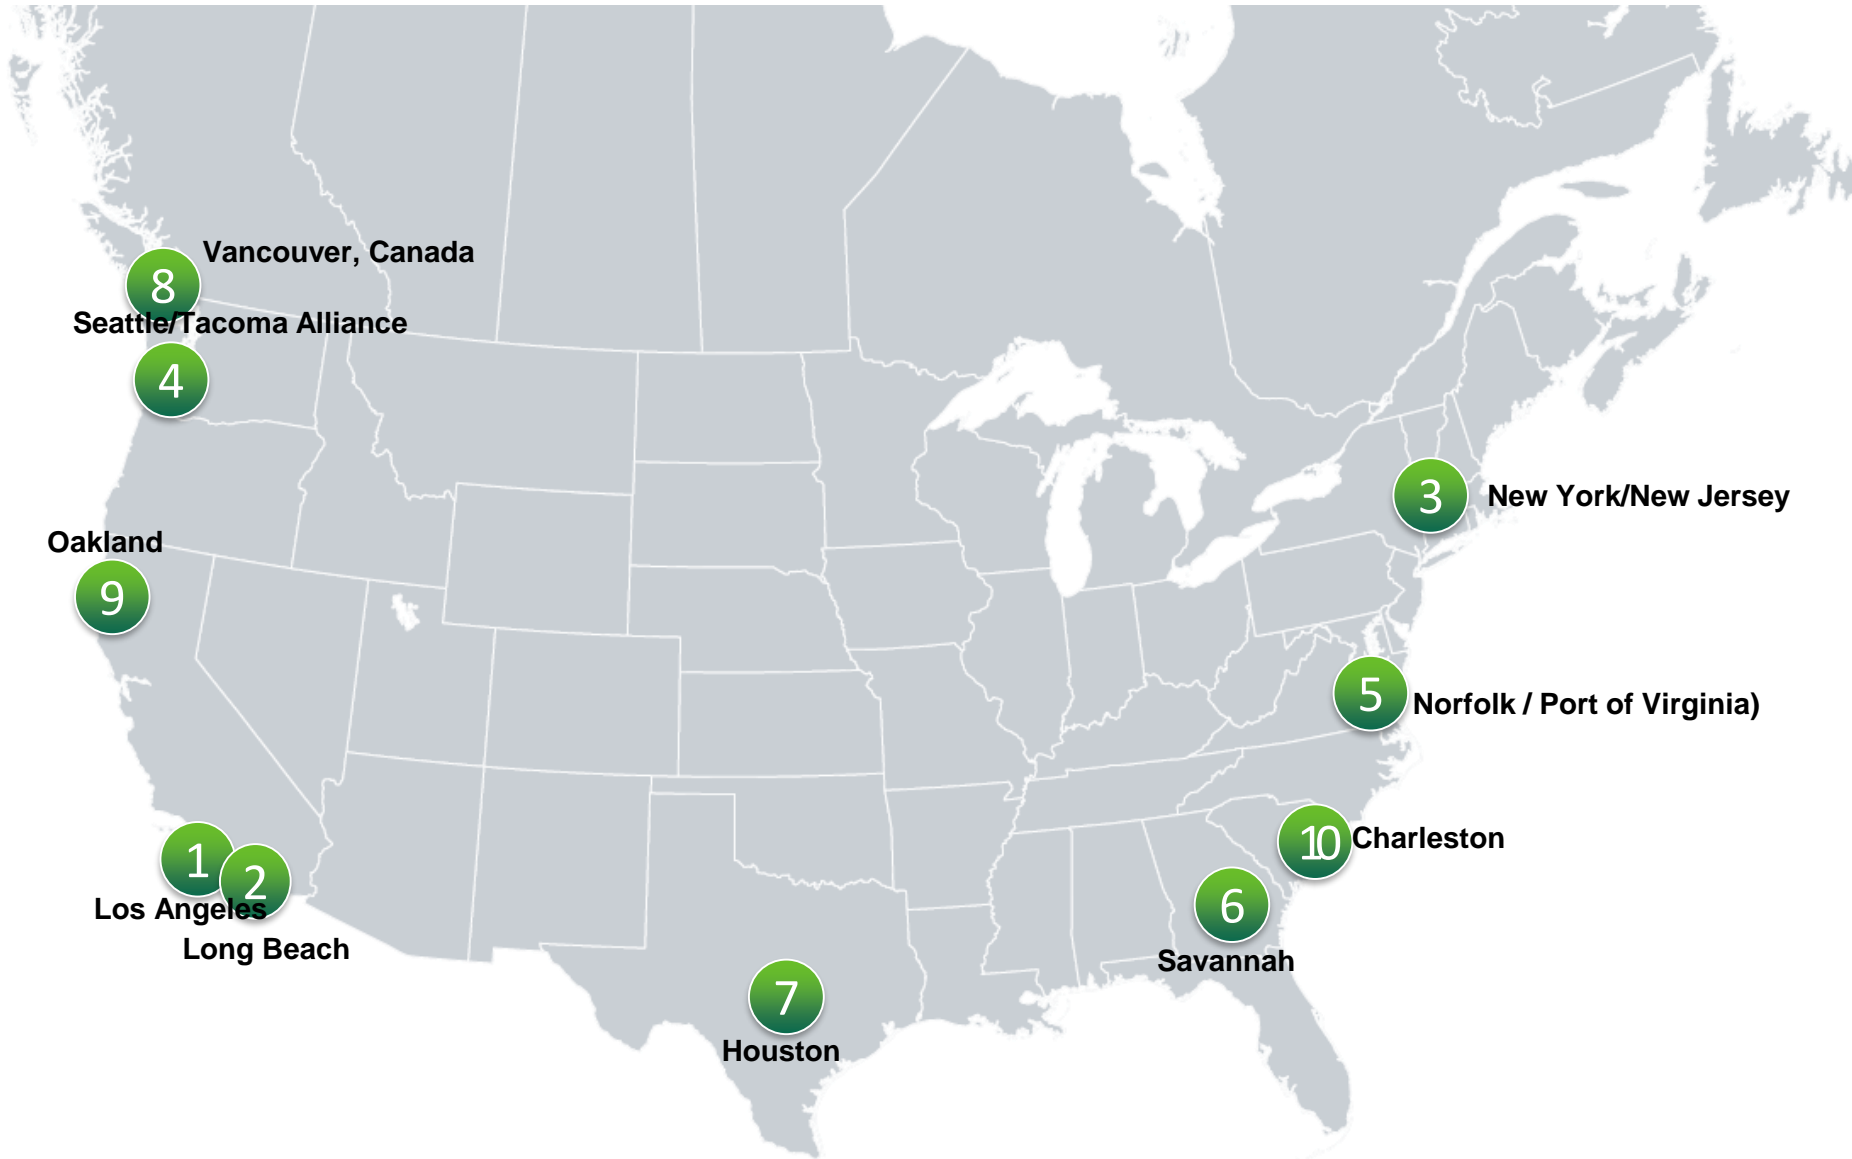 Vancouver, Canada
8
Seattle/Tacoma Alliance
4
3
New York/New Jersey
Oakland
9
5
Norfolk / Port of Virginia)
10
Charleston
1
2
Los Angeles
Long Beach
6
Savannah
7
Houston